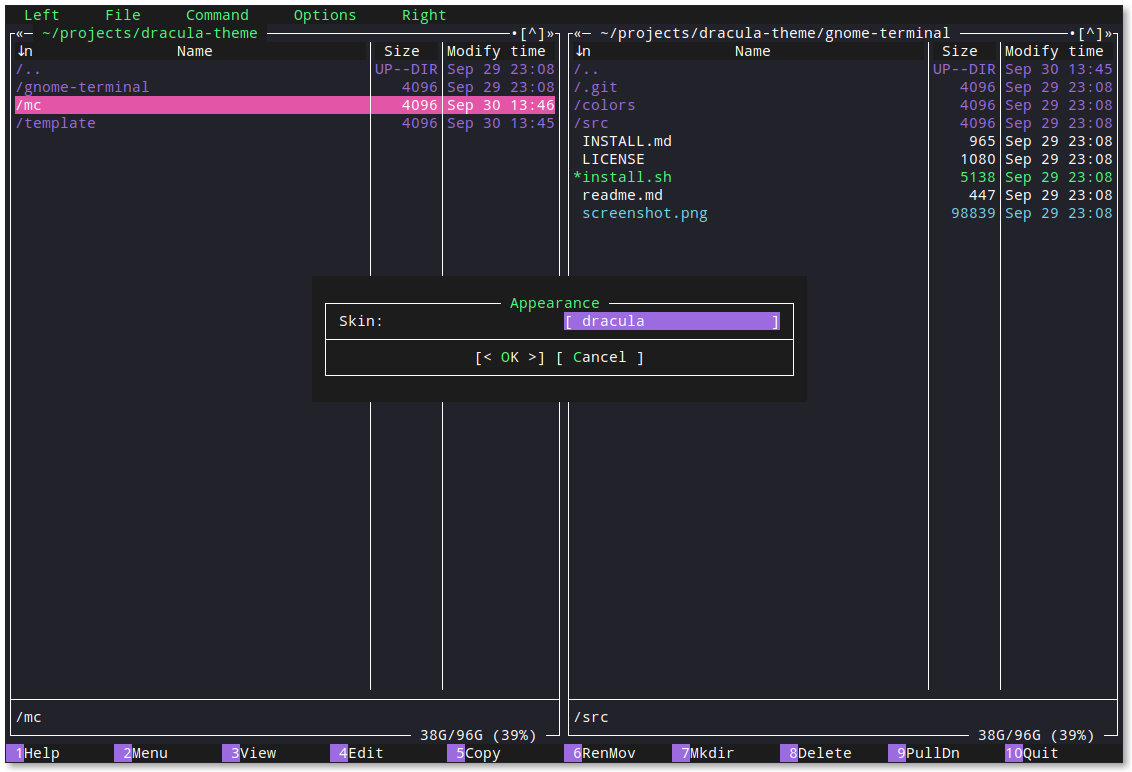 Left File Command Options Right
«─ ~/projects/dracula-theme ─•[^]»
↓n Name Size Modify time
/.. UP--DIR Sep 29 23:08
/gnome-terminal 4096 Sep 29 23:08
/mc 4096 Sep 30 13:46
/template 4096 Sep 30 13:45
/mc
38G/96G (39%)
«─ ~/projects/dracula-theme/gnome-terminal ─•[^]»
↓n Name Size Modify time
/.. UP--DIR Sep 30 13:45
/.git 4096 Sep 29 23:08
/colors 4096 Sep 29 23:08
/src 4096 Sep 29 23:08
INSTALL.md 965 Sep 29 23:08
LICENSE 1080 Sep 29 23:08
*install.sh 5138 Sep 29 23:08
readme.md 447 Sep 29 23:08
screenshot.png 98839 Sep 29 23:08
/src
38G/96G (39%)
Appearance
Skin: [ dracula ]
[< OK >] [ Cancel ]
1Help 2Menu 3View 4Edit 5Copy 6RenMov 7Mkdir 8Delete 9PullDn 10Quit